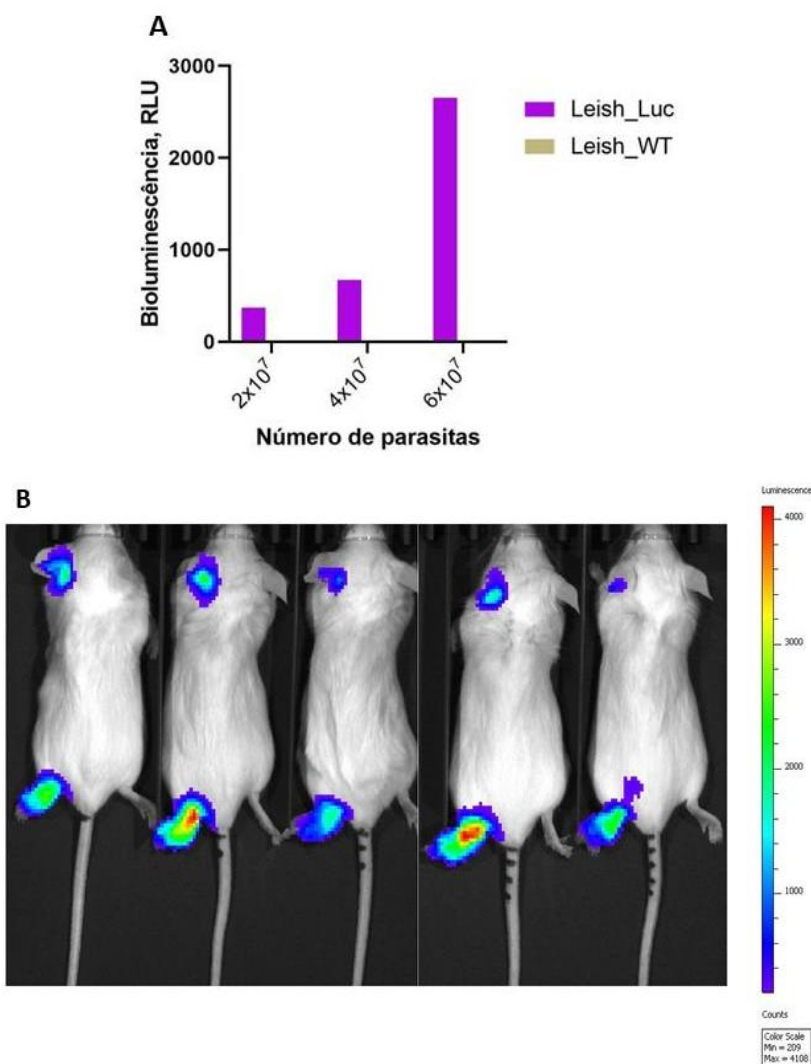 A
3000
2000
1000
0
Bioluminescência, RLU
2x10⁷
4x10⁷
6x10⁷
Número de parasitas
Leish_Luc
Leish_WT
B
Luminescence
4000
3000
2000
1000
Counts
Color Scale
Min = 209
Max = 4108